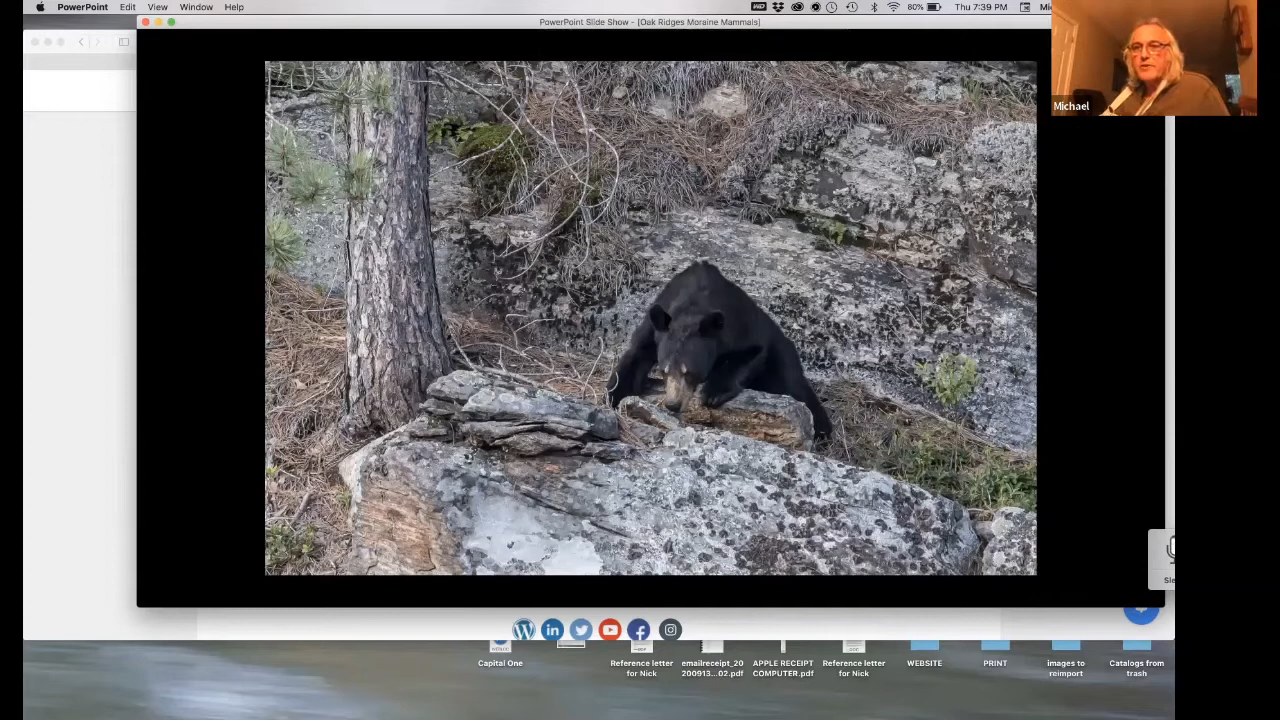 PowerPoint Edit View Window Help
80% Thu 7:39 PM
PowerPoint Slide Show - [Oak Ridges Moraine Mammals]
Michael
Capital One
Reference letter
for Nick
emailreceipt_20
200913...02.pdf
APPLE RECEIPT
COMPUTER.pdf
Reference letter
for Nick
WEBSITE
PRINT
images to
reimport
Catalogs from
trash